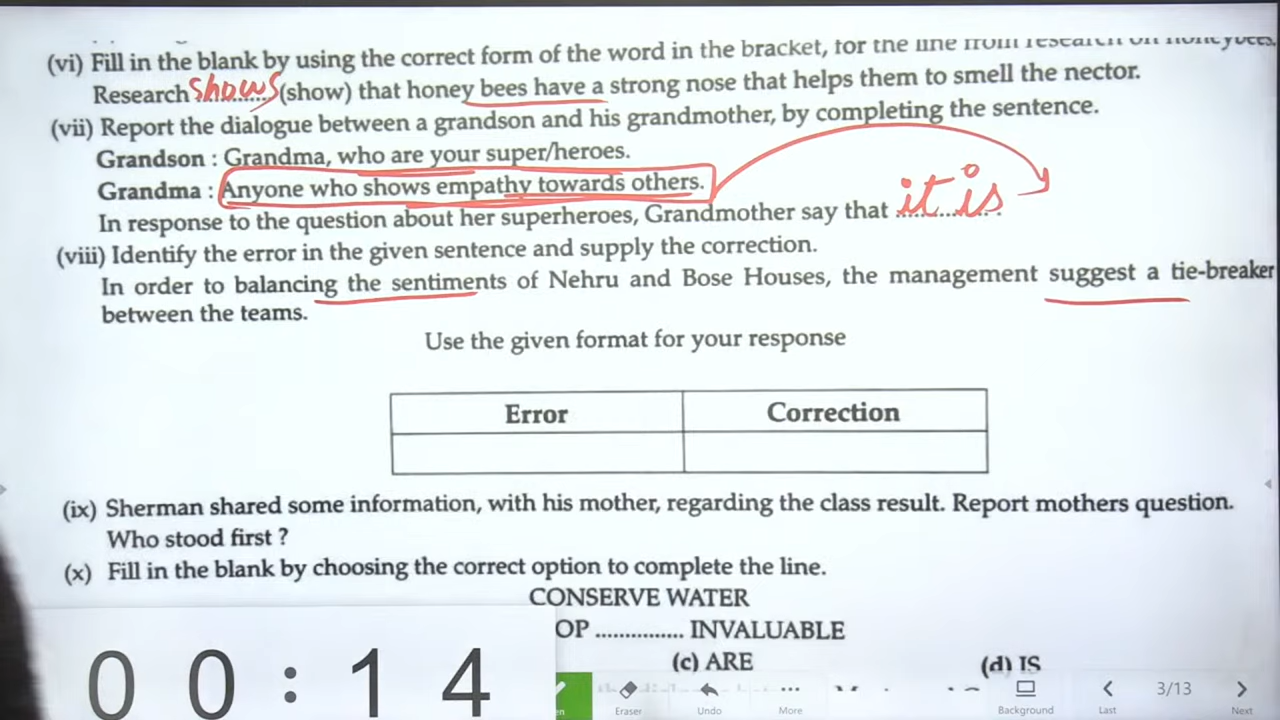 (vi) Fill in the blank by using the correct form of the word in the bracket, for the line from research on honeybees.
Research shows (show) that honey bees have a strong nose that helps them to smell the nector.
(vii) Report the dialogue between a grandson and his grandmother, by completing the sentence.
Grandson : Grandma, who are your super/heroes.
Grandma : Anyone who shows empathy towards others.
In response to the question about her superheroes, Grandmother say that it is
(viii) Identify the error in the given sentence and supply the correction.
In order to balancing the sentiments of Nehru and Bose Houses, the management suggest a tie-breaker
between the teams.
Use the given format for your response
Error Correction
(ix) Sherman shared some information, with his mother, regarding the class result. Report mothers question.
Who stood first ?
(x) Fill in the blank by choosing the correct option to complete the line.
CONSERVE WATER
OP ............... INVALUABLE
(c) ARE (d) IS
00:14
Eraser Undo More Background Last 3/13 Next